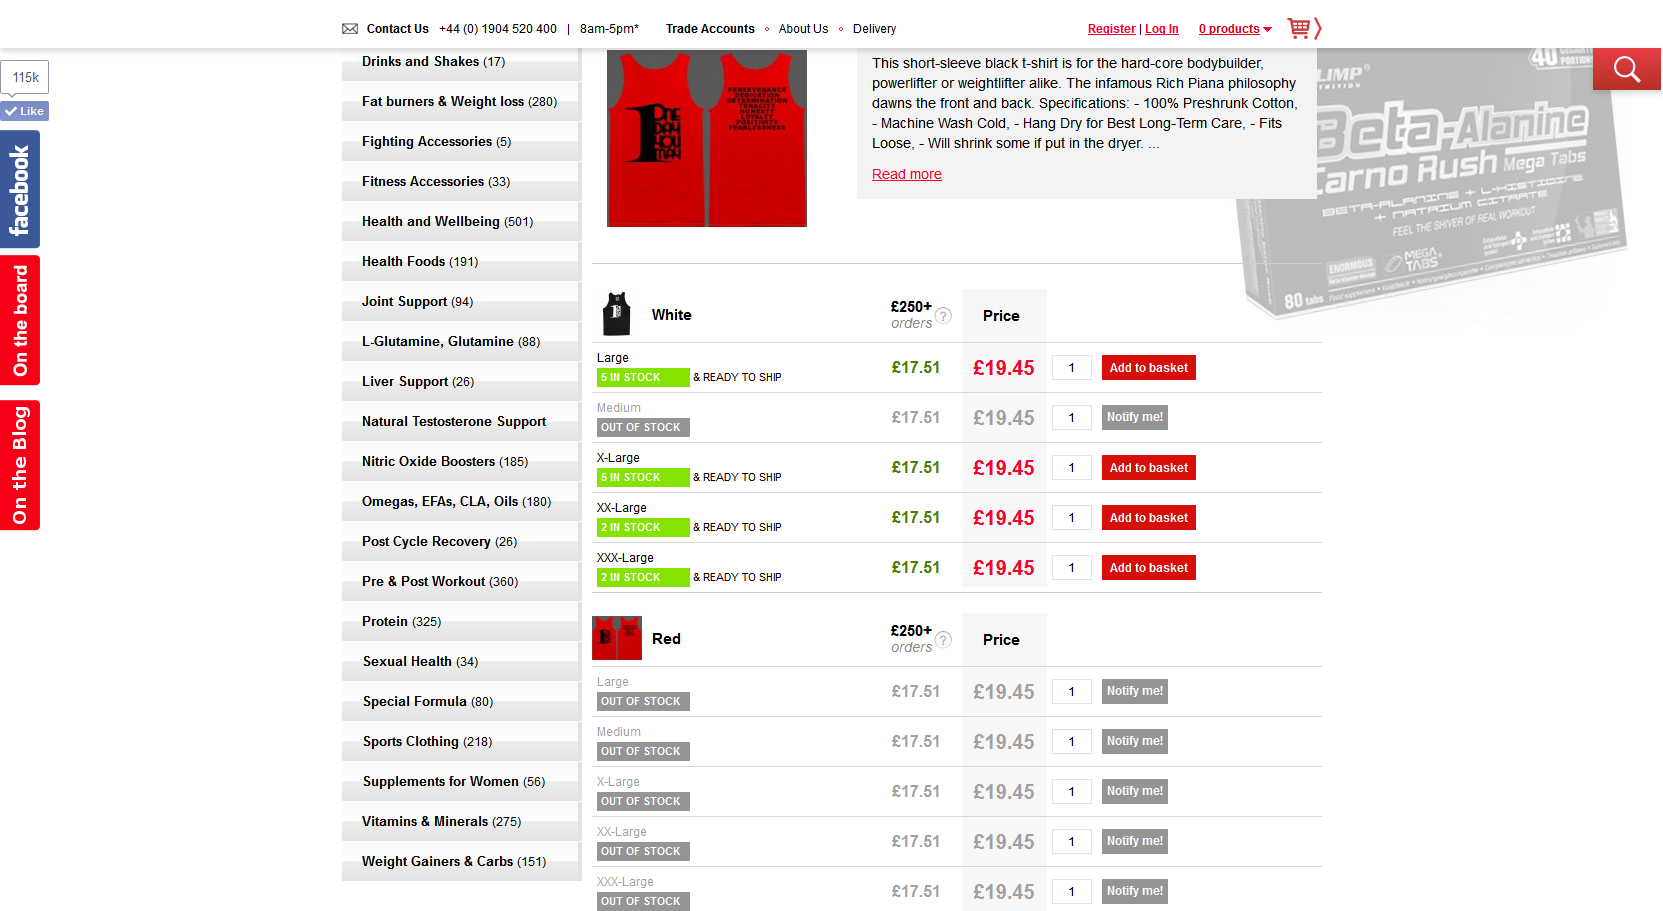 Contact Us +44 (0) 1904 520 400 | 8am-5pm* Trade Accounts About Us Delivery Register | Log In 0 products
115k
Like
facebook
On the board
On the Blog
Drinks and Shakes (17)
Fat burners & Weight loss (280)
Fighting Accessories (5)
Fitness Accessories (33)
Health and Wellbeing (501)
Health Foods (191)
Joint Support (94)
L-Glutamine, Glutamine (88)
Liver Support (26)
Natural Testosterone Support
Nitric Oxide Boosters (185)
Omegas, EFAs, CLA, Oils (180)
Post Cycle Recovery (26)
Pre & Post Workout (360)
Protein (325)
Sexual Health (34)
Special Formula (80)
Sports Clothing (218)
Supplements for Women (56)
Vitamins & Minerals (275)
Weight Gainers & Carbs (151)
ONE
DAY
YOU
MAY
PERSEVERANCE
DEDICATION
DETERMINATION
TENACITY
HONESTY
LOYALTY
POSITIVITY
FEARLESSNESS
This short-sleeve black t-shirt is for the hard-core bodybuilder,
powerlifter or weightlifter alike. The infamous Rich Piana philosophy
dawns the front and back. Specifications: - 100% Preshrunk Cotton,
- Machine Wash Cold, - Hang Dry for Best Long-Term Care, - Fits
Loose, - Will shrink some if put in the dryer. ...
Read more
40
PORTIONS
LIMP
Beta-Alanine
Carno Rush Mega Tabs
BETA-ALANINE + L-HISTIDINE
+ NATRIUM CITRATE
FEEL THE SHIVER OF REAL WORKOUT
ENORMOUS
MEGA
TABS
80 tabs
White £250+ orders ? Price
Large £17.51 £19.45 1 Add to basket
5 IN STOCK & READY TO SHIP
Medium £17.51 £19.45 1 Notify me!
OUT OF STOCK
X-Large £17.51 £19.45 1 Add to basket
5 IN STOCK & READY TO SHIP
XX-Large £17.51 £19.45 1 Add to basket
2 IN STOCK & READY TO SHIP
XXX-Large £17.51 £19.45 1 Add to basket
2 IN STOCK & READY TO SHIP
Red £250+ orders ? Price
Large £17.51 £19.45 1 Notify me!
OUT OF STOCK
Medium £17.51 £19.45 1 Notify me!
OUT OF STOCK
X-Large £17.51 £19.45 1 Notify me!
OUT OF STOCK
XX-Large £17.51 £19.45 1 Notify me!
OUT OF STOCK
XXX-Large £17.51 £19.45 1 Notify me!
OUT OF STOCK